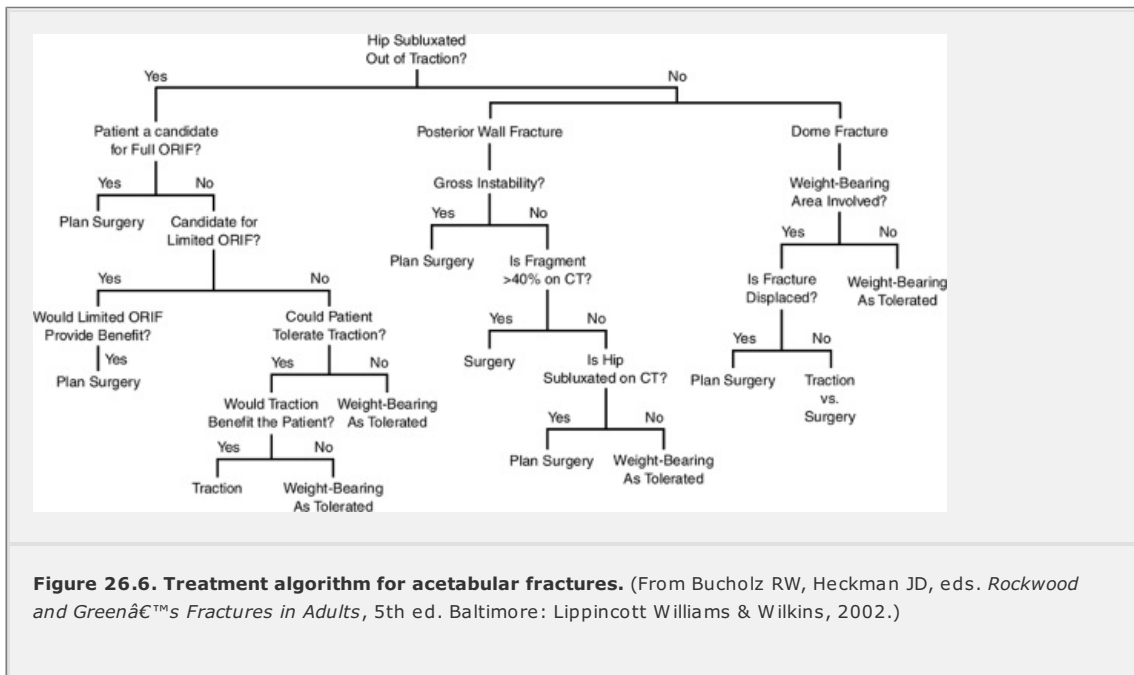 Hip Subluxated
Out of Traction?
Yes
No
Patient a candidate
for Full ORIF?
Posterior Wall Fracture
Dome Fracture
Yes
No
Gross Instability?
Weight-Bearing
Area Involved?
Plan Surgery
Candidate for
Limited ORIF?
Yes
No
Yes
No
Plan Surgery
Is Fragment
>40% on CT?
Is Fracture
Displaced?
Weight-Bearing
As Tolerated
Yes
No
Would Limited ORIF
Provide Benefit?
Could Patient
Tolerate Traction?
Yes
No
Yes
No
Yes
Plan Surgery
Surgery
Is Hip
Subluxated on CT?
Plan Surgery
Traction
vs.
Surgery
Yes
No
Would Traction
Benefit the Patient?
Weight-Bearing
As Tolerated
Yes
No
Yes
No
Plan Surgery
Weight-Bearing
As Tolerated
Traction
Weight-Bearing
As Tolerated
Figure 26.6. Treatment algorithm for acetabular fractures. (From Bucholz RW, Heckman JD, eds. Rockwood
and Greenâ€™s Fractures in Adults, 5th ed. Baltimore: Lippincott Williams & Wilkins, 2002.)